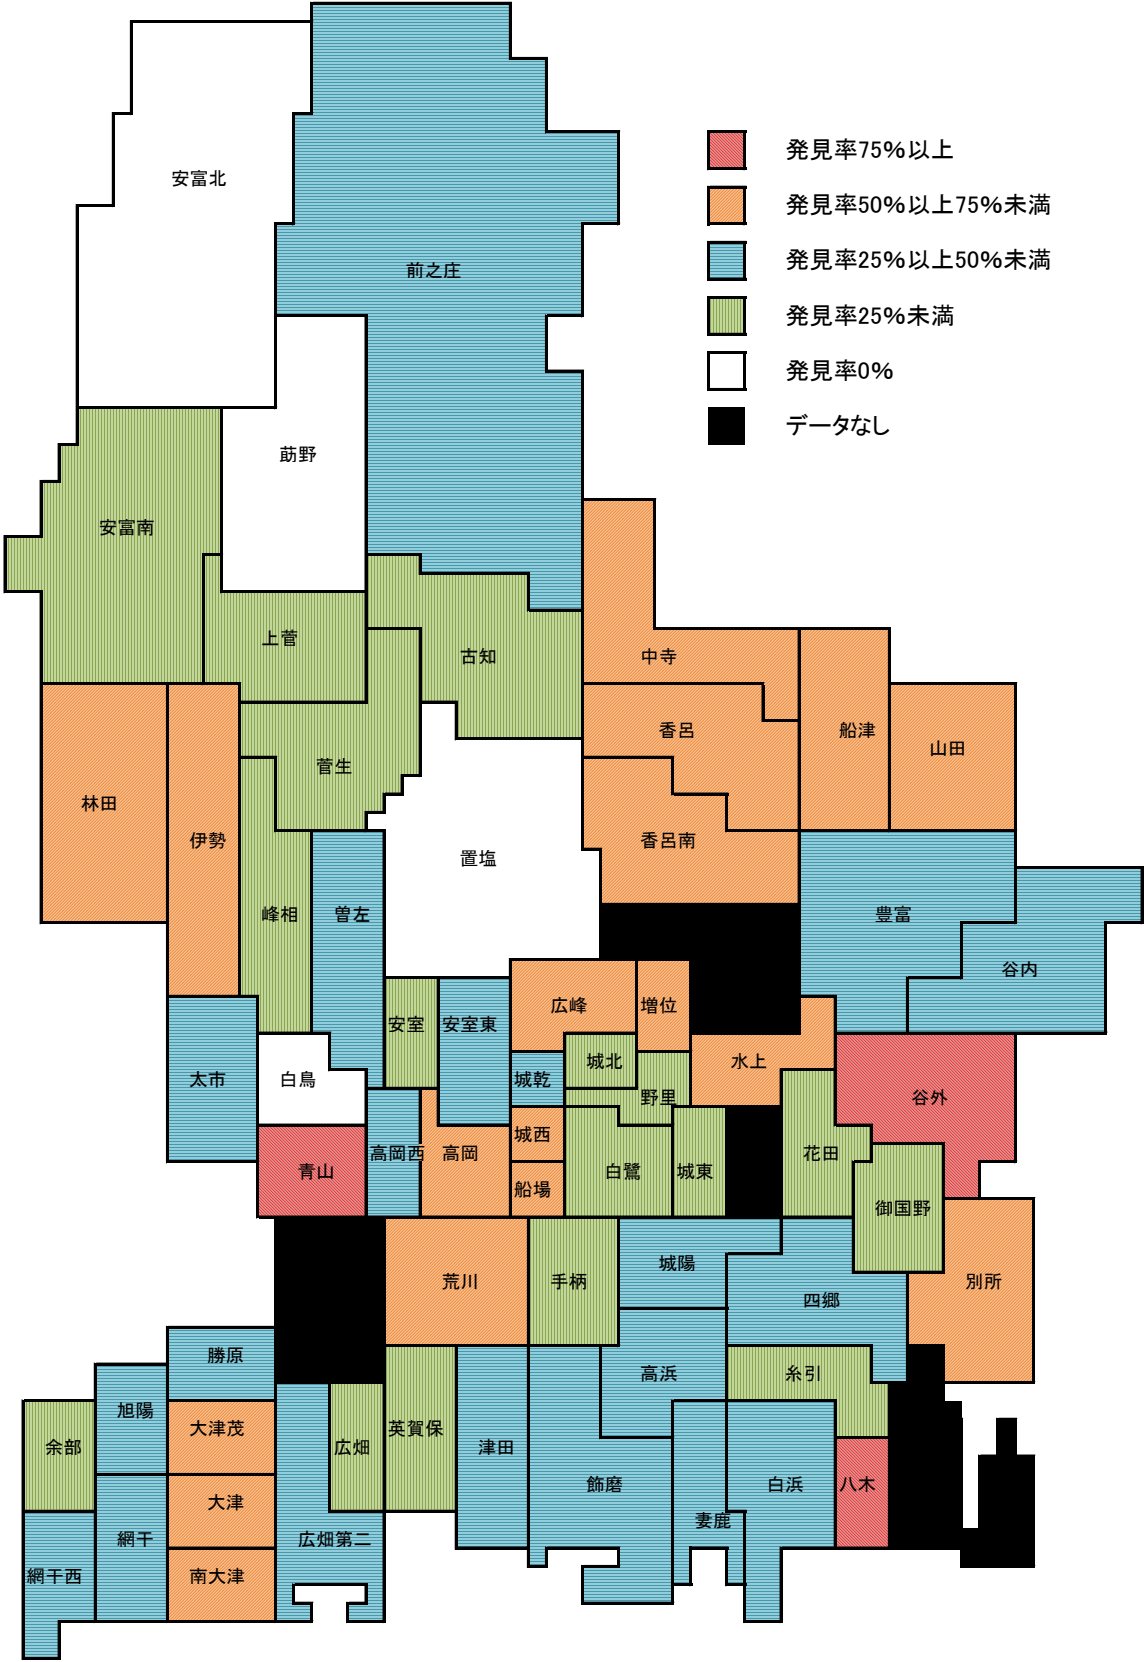 発見率75%以上
発見率50%以上75%未満
発見率25%以上50%未満
発見率25%未満
発見率0%
データなし
安富北
前之庄
莇野
安富南
上菅
古知
中寺
香呂
船津
山田
菅生
林田
伊勢
香呂南
置塩
峰相
曽左
豊富
谷内
広峰
増位
安室
安室東
城北
水上
太市
白鳥
城乾
野里
谷外
城西
高岡西
高岡
花田
青山
白鷺
城東
船場
御国野
城陽
荒川
手柄
別所
四郷
勝原
高浜
糸引
旭陽
大津茂
英賀保
余部
広畑
津田
飾磨
白浜
八木
大津
妻鹿
網干
広畑第二
網干西
南大津